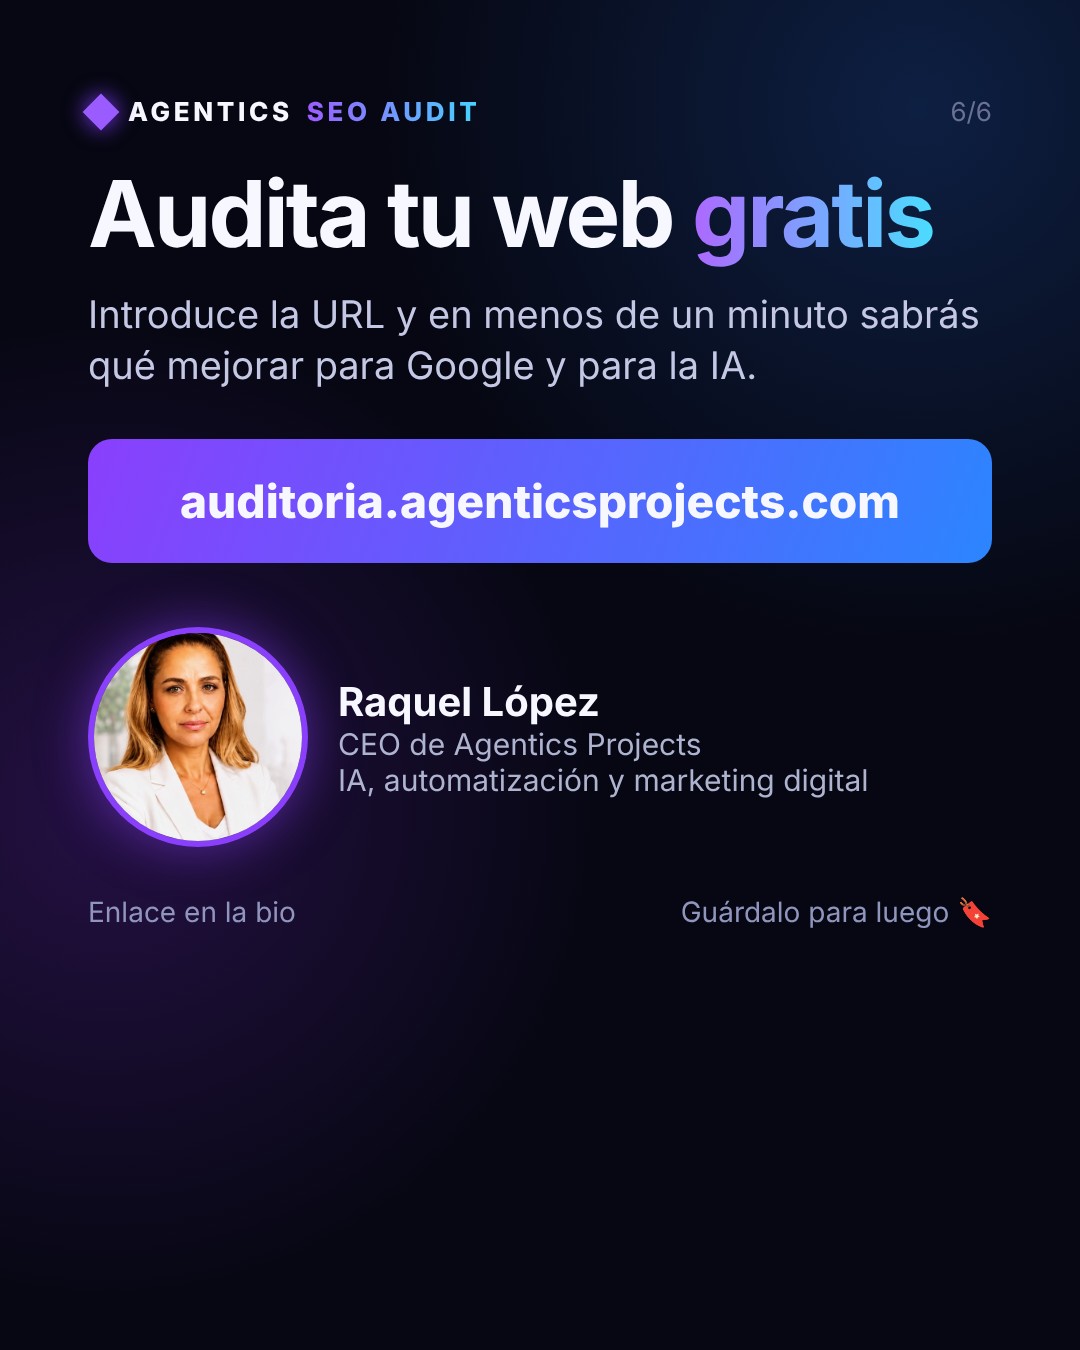 AGENTICS SEO AUDIT
6/6
Audita tu web gratis
Introduce la URL y en menos de un minuto sabrás
qué mejorar para Google y para la IA.
auditoria.agenticsprojects.com
Raquel López
CEO de Agentics Projects
IA, automatización y marketing digital
Enlace en la bio
Guárdalo para luego 🔖